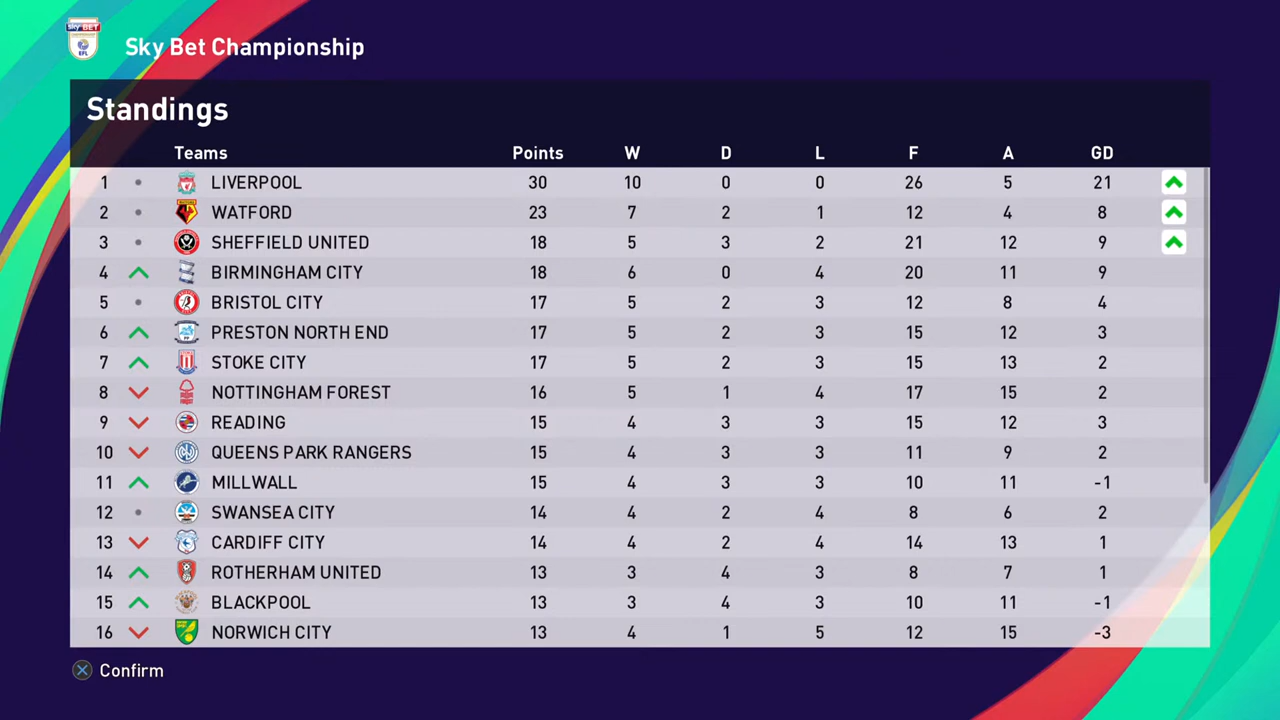 sky BET
EFL
Sky Bet Championship
Standings
Teams Points W D L F A GD
1 LIVERPOOL 30 10 0 0 26 5 21
2 WATFORD 23 7 2 1 12 4 8
3 SHEFFIELD UNITED 18 5 3 2 21 12 9
4 BIRMINGHAM CITY 18 6 0 4 20 11 9
5 BRISTOL CITY 17 5 2 3 12 8 4
6 PRESTON NORTH END 17 5 2 3 15 12 3
7 STOKE CITY 17 5 2 3 15 13 2
8 NOTTINGHAM FOREST 16 5 1 4 17 15 2
9 READING 15 4 3 3 15 12 3
10 QUEENS PARK RANGERS 15 4 3 3 11 9 2
11 MILLWALL 15 4 3 3 10 11 -1
12 SWANSEA CITY 14 4 2 4 8 6 2
13 CARDIFF CITY 14 4 2 4 14 13 1
14 ROTHERHAM UNITED 13 3 4 3 8 7 1
15 BLACKPOOL 13 3 4 3 10 11 -1
16 NORWICH CITY 13 4 1 5 12 15 -3
Confirm